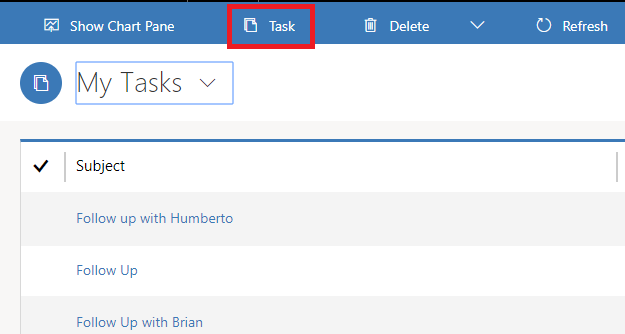 Show Chart Pane Task Delete Refresh
My Tasks
Subject
Follow up with Humberto
Follow Up
Follow Up with Brian